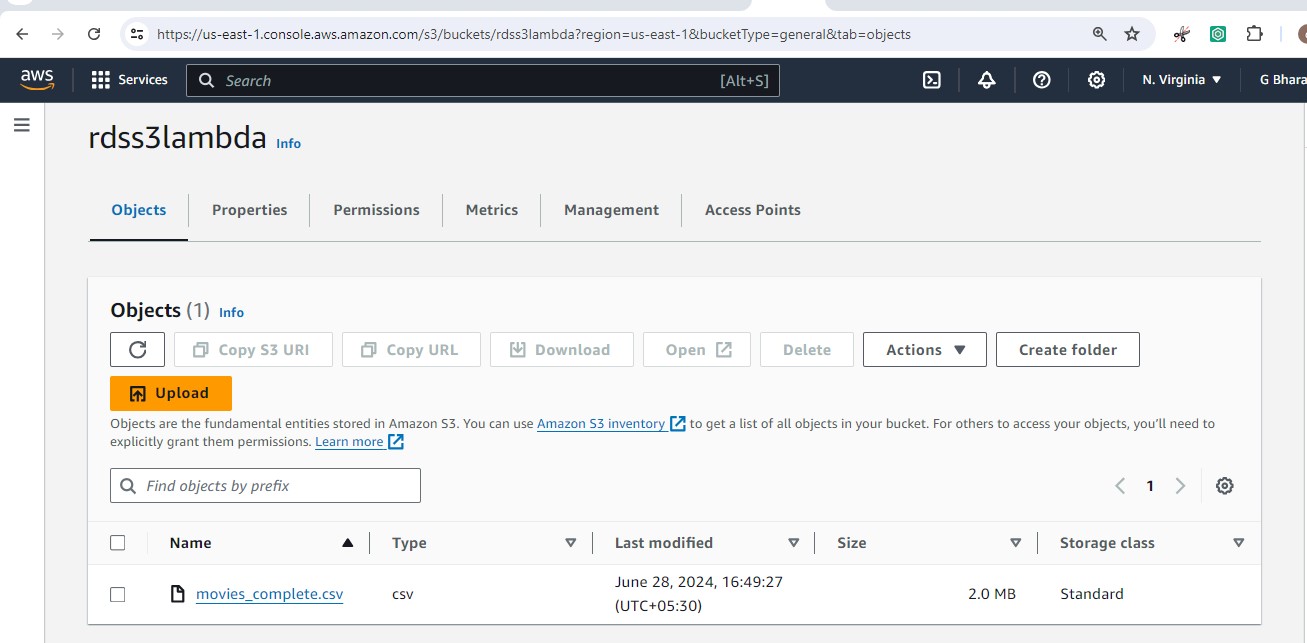 https://us-east-1.console.aws.amazon.com/s3/buckets/rdss3lambda?region=us-east-1&bucketType=general&tab=objects
aws Services Search [Alt+S] N. Virginia ▼ G Bhara
rdss3lambda Info
Objects Properties Permissions Metrics Management Access Points
Objects (1) Info
Copy S3 URI Copy URL Download Open Delete Actions ▼ Create folder
Upload
Objects are the fundamental entities stored in Amazon S3. You can use Amazon S3 inventory to get a list of all objects in your bucket. For others to access your objects, you'll need to
explicitly grant them permissions. Learn more
Find objects by prefix 1
Name Type Last modified Size Storage class
movies_complete.csv csv June 28, 2024, 16:49:27 2.0 MB Standard
(UTC+05:30)